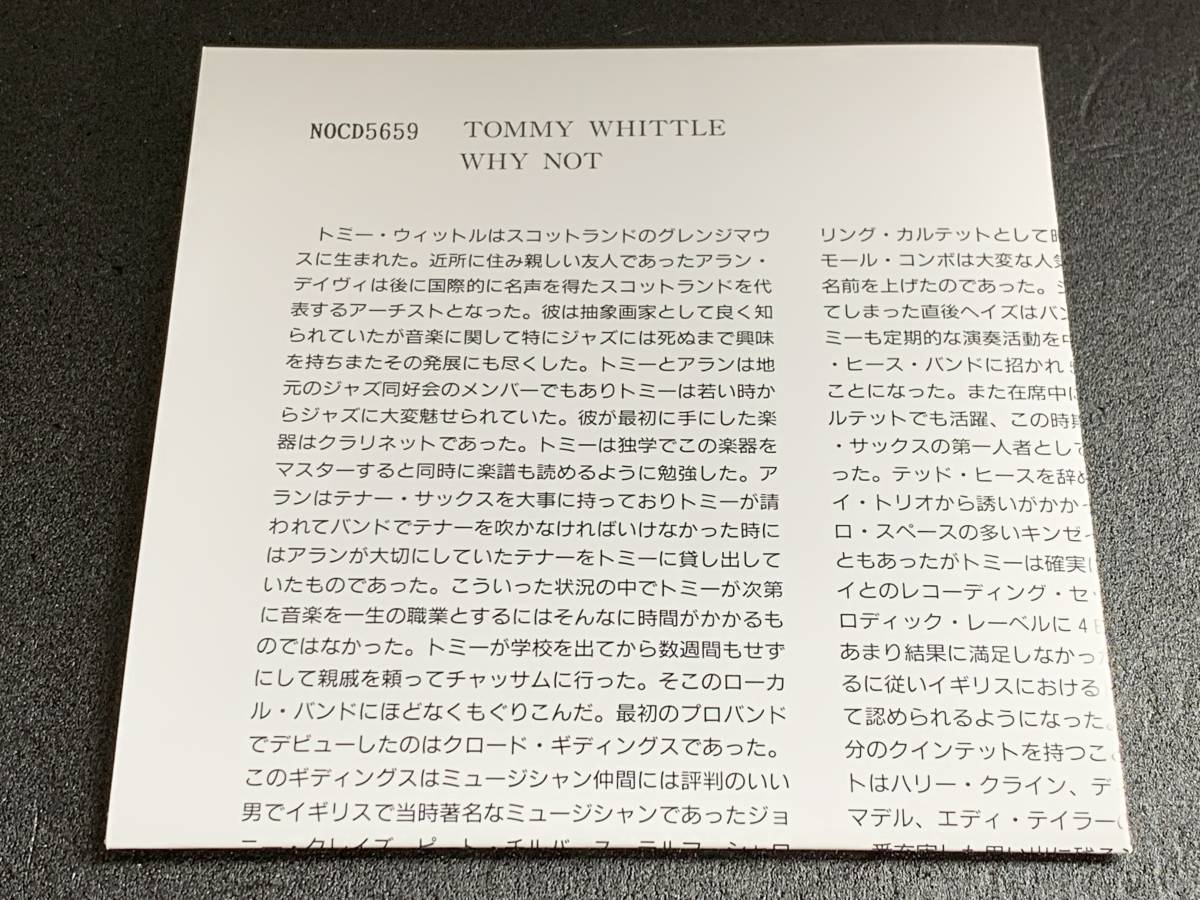 NOCD5659 TOMMY WHITTLE
WHY NOT
トミー・ウィットルはスコットランドのグレンジマウ
スに生まれた。近所に住み親しい友人であったアラン・
デイヴィは後に国際的に名声を得たスコットランドを代
表するアーチストとなった。彼は抽象画家として良く知
られていたが音楽に関して特にジャズには死ぬまで興味
を持ちまたその発展にも尽くした。トミーとアランは地
元のジャズ同好会のメンバーでもありトミーは若い時か
らジャズに大変魅せられていた。彼が最初に手にした楽
器はクラリネットであった。トミーは独学でこの楽器を
マスターすると同時に楽譜も読めるように勉強した。ア
ランはテナー・サックスを大事に持っておりトミーが請
われてバンドでテナーを吹かなければいけなかった時に
はアランが大切にしていたテナーをトミーに貸し出して
いたものであった。こういった状況の中でトミーが次第
に音楽を一生の職業とするにはそんなに時間がかかるも
のではなかった。トミーが学校を出てから数週間もせず
にして親戚を頼ってチャッサムに行った。そこのローカ
ル・バンドにほどなくもぐりこんだ。最初のプロバンド
でデビューしたのはクロード・ギディングスであった。
このギディングスはミュージシャン仲間には評判のいい
男でイギリスで当時著名なミュージシャンであったジョ
リング・カルテットとして
モール・コンボは大変な人気
名前を上げたのであった。
てしまった直後ヘイズはバン
ミーも定期的な演奏活動を
・ヒース・バンドに招かれ
ことになった。また在席中に
ルテットでも活躍、この時期
・サックスの第一人者として
った。テッド・ヒースを辞め
イ・トリオから誘いがかかっ
ロ・スペースの多いキンゼイ
ともあったがトミーは確実に
イとのレコーディング・セッ
ロディック・レーベルに4
あまり結果に満足しなかった
るに従いイギリスにおける
て認められるようになった。
分のクインテットを持つこ
トはハリー・クライン、デ
マデル、エディ・テイラー